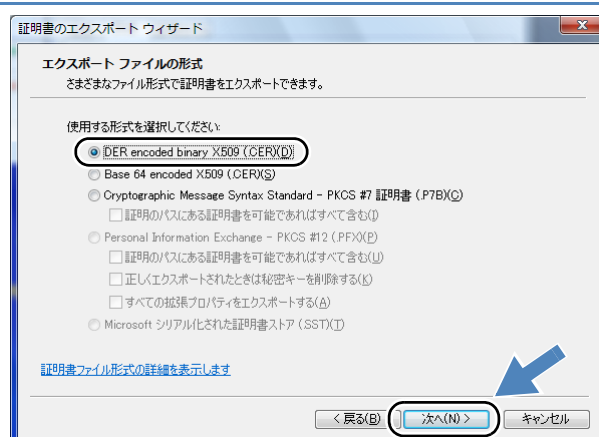 証明書のエクスポート ウィザード
エクスポート ファイルの形式
さまざまなファイル形式で証明書をエクスポートできます。
使用する形式を選択してください:
DER encoded binary X.509 (.CER)(D)
Base 64 encoded X.509 (.CER)(S)
Cryptographic Message Syntax Standard - PKCS #7 証明書 (.P7B)(C)
証明のパスにある証明書を可能であればすべて含む(I)
Personal Information Exchange - PKCS #12 (.PFX)(P)
証明のパスにある証明書を可能であればすべて含む(U)
正しくエクスポートされたときは秘密キーを削除する(K)
すべての拡張プロパティをエクスポートする(A)
Microsoft シリアル化された証明書ストア (.SST)(T)
証明書ファイル形式の詳細を表示します
< 戻る(B) 次へ(N) > キャンセル